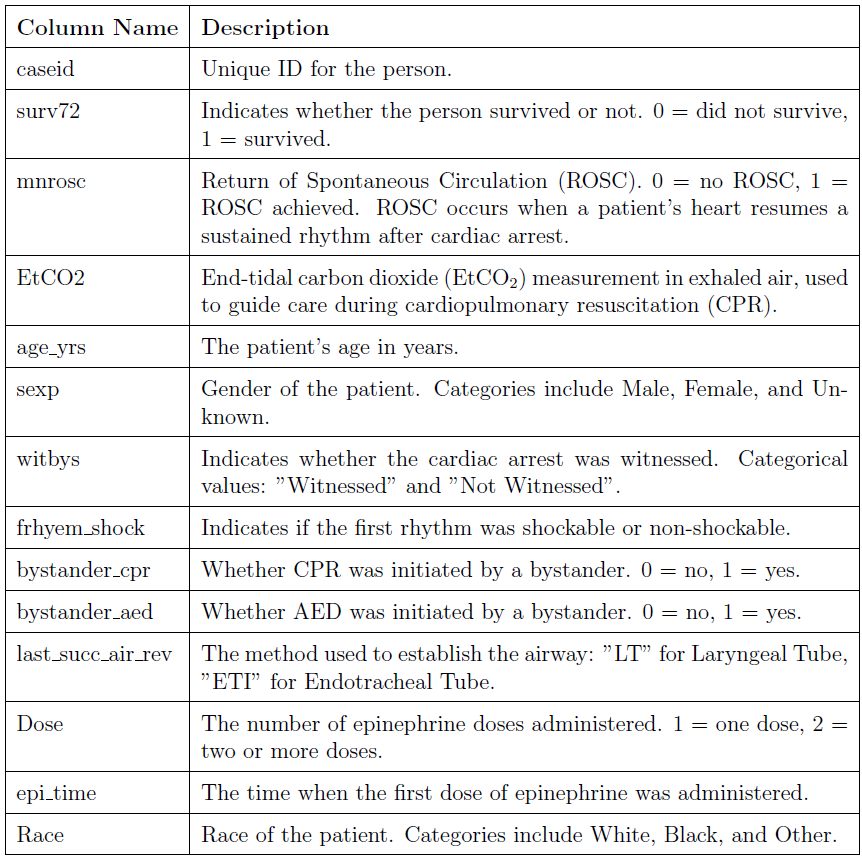 Column Name Description
caseid Unique ID for the person.
surv72 Indicates whether the person survived or not. 0 = did not survive,
1 = survived.
mnrosc Return of Spontaneous Circulation (ROSC). 0 = no ROSC, 1 =
ROSC achieved. ROSC occurs when a patient's heart resumes a
sustained rhythm after cardiac arrest.
EtCO2 End-tidal carbon dioxide (EtCO₂) measurement in exhaled air, used
to guide care during cardiopulmonary resuscitation (CPR).
age_yrs The patient's age in years.
sexp Gender of the patient. Categories include Male, Female, and Un-
known.
witbys Indicates whether the cardiac arrest was witnessed. Categorical
values: ”Witnessed” and ”Not Witnessed”.
frhyem_shock Indicates if the first rhythm was shockable or non-shockable.
bystander_cpr Whether CPR was initiated by a bystander. 0 = no, 1 = yes.
bystander_aed Whether AED was initiated by a bystander. 0 = no, 1 = yes.
last_succ_air_rev The method used to establish the airway: ”LT” for Laryngeal Tube,
”ETI” for Endotracheal Tube.
Dose The number of epinephrine doses administered. 1 = one dose, 2 =
two or more doses.
epi_time The time when the first dose of epinephrine was administered.
Race Race of the patient. Categories include White, Black, and Other.